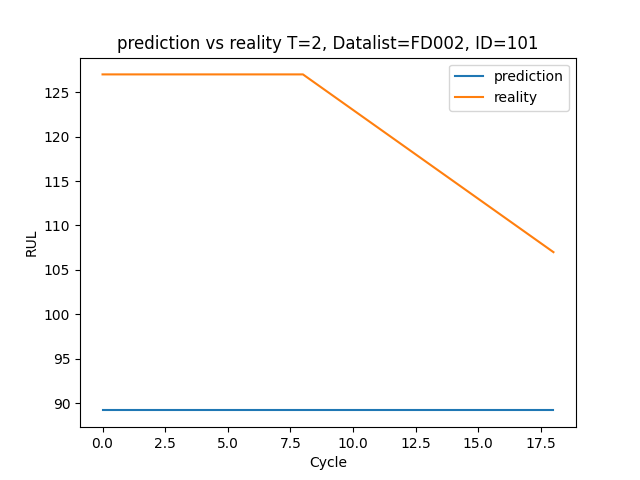 prediction vs reality T=2, Datalist=FD002, ID=101
prediction
reality
125
120
115
110
105
100
95
90
RUL
0.0 2.5 5.0 7.5 10.0 12.5 15.0 17.5
Cycle